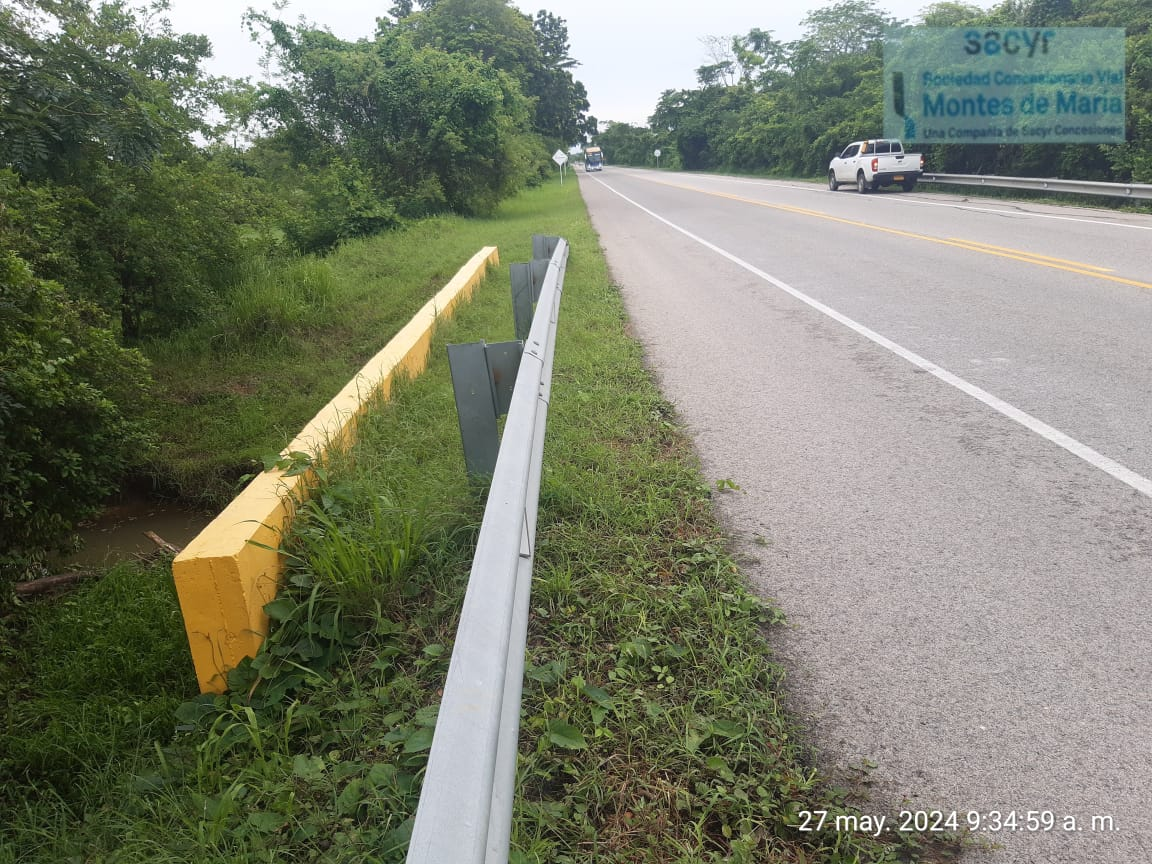 sacyr
Sociedad Concesionaria Vial
Montes de María
Una Compañía de Sacyr Concesiones
27 may. 2024 9:34:59 a. m.